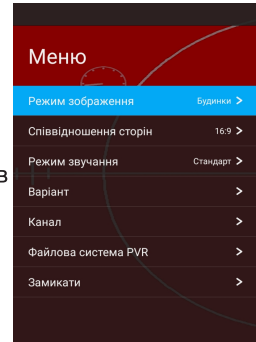 Меню
Режим зображення Будинки >
Співвідношення сторін 16:9 >
Режим звучання Стандарт >
в
Варіант >
Канал >
Файлова система PVR >
Замикати >